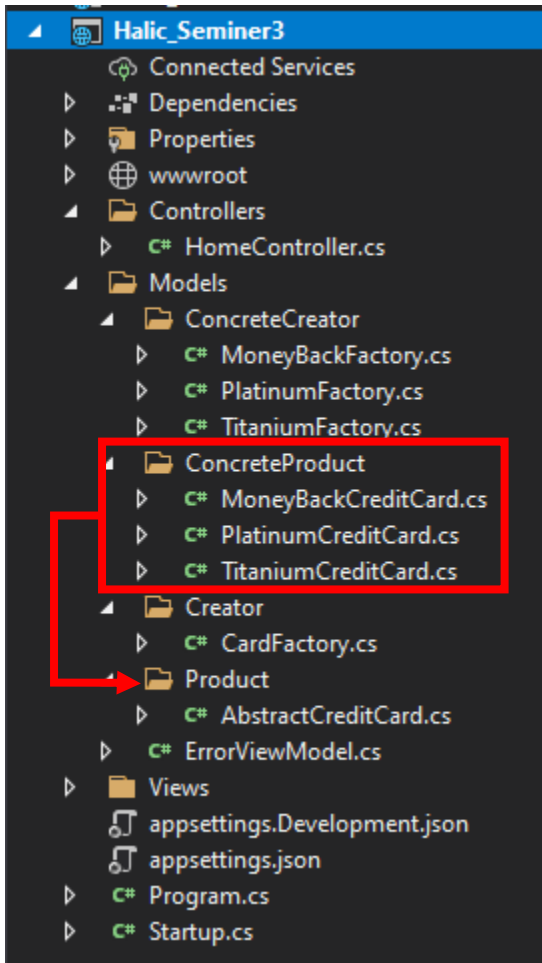 Halic_Seminer3
Connected Services
Dependencies
Properties
wwwroot
Controllers
C# HomeController.cs
Models
ConcreteCreator
C# MoneyBackFactory.cs
C# PlatinumFactory.cs
C# TitaniumFactory.cs
ConcreteProduct
C# MoneyBackCreditCard.cs
C# PlatinumCreditCard.cs
C# TitaniumCreditCard.cs
Creator
C# CardFactory.cs
Product
C# AbstractCreditCard.cs
C# ErrorViewModel.cs
Views
appsettings.Development.json
appsettings.json
C# Program.cs
C# Startup.cs